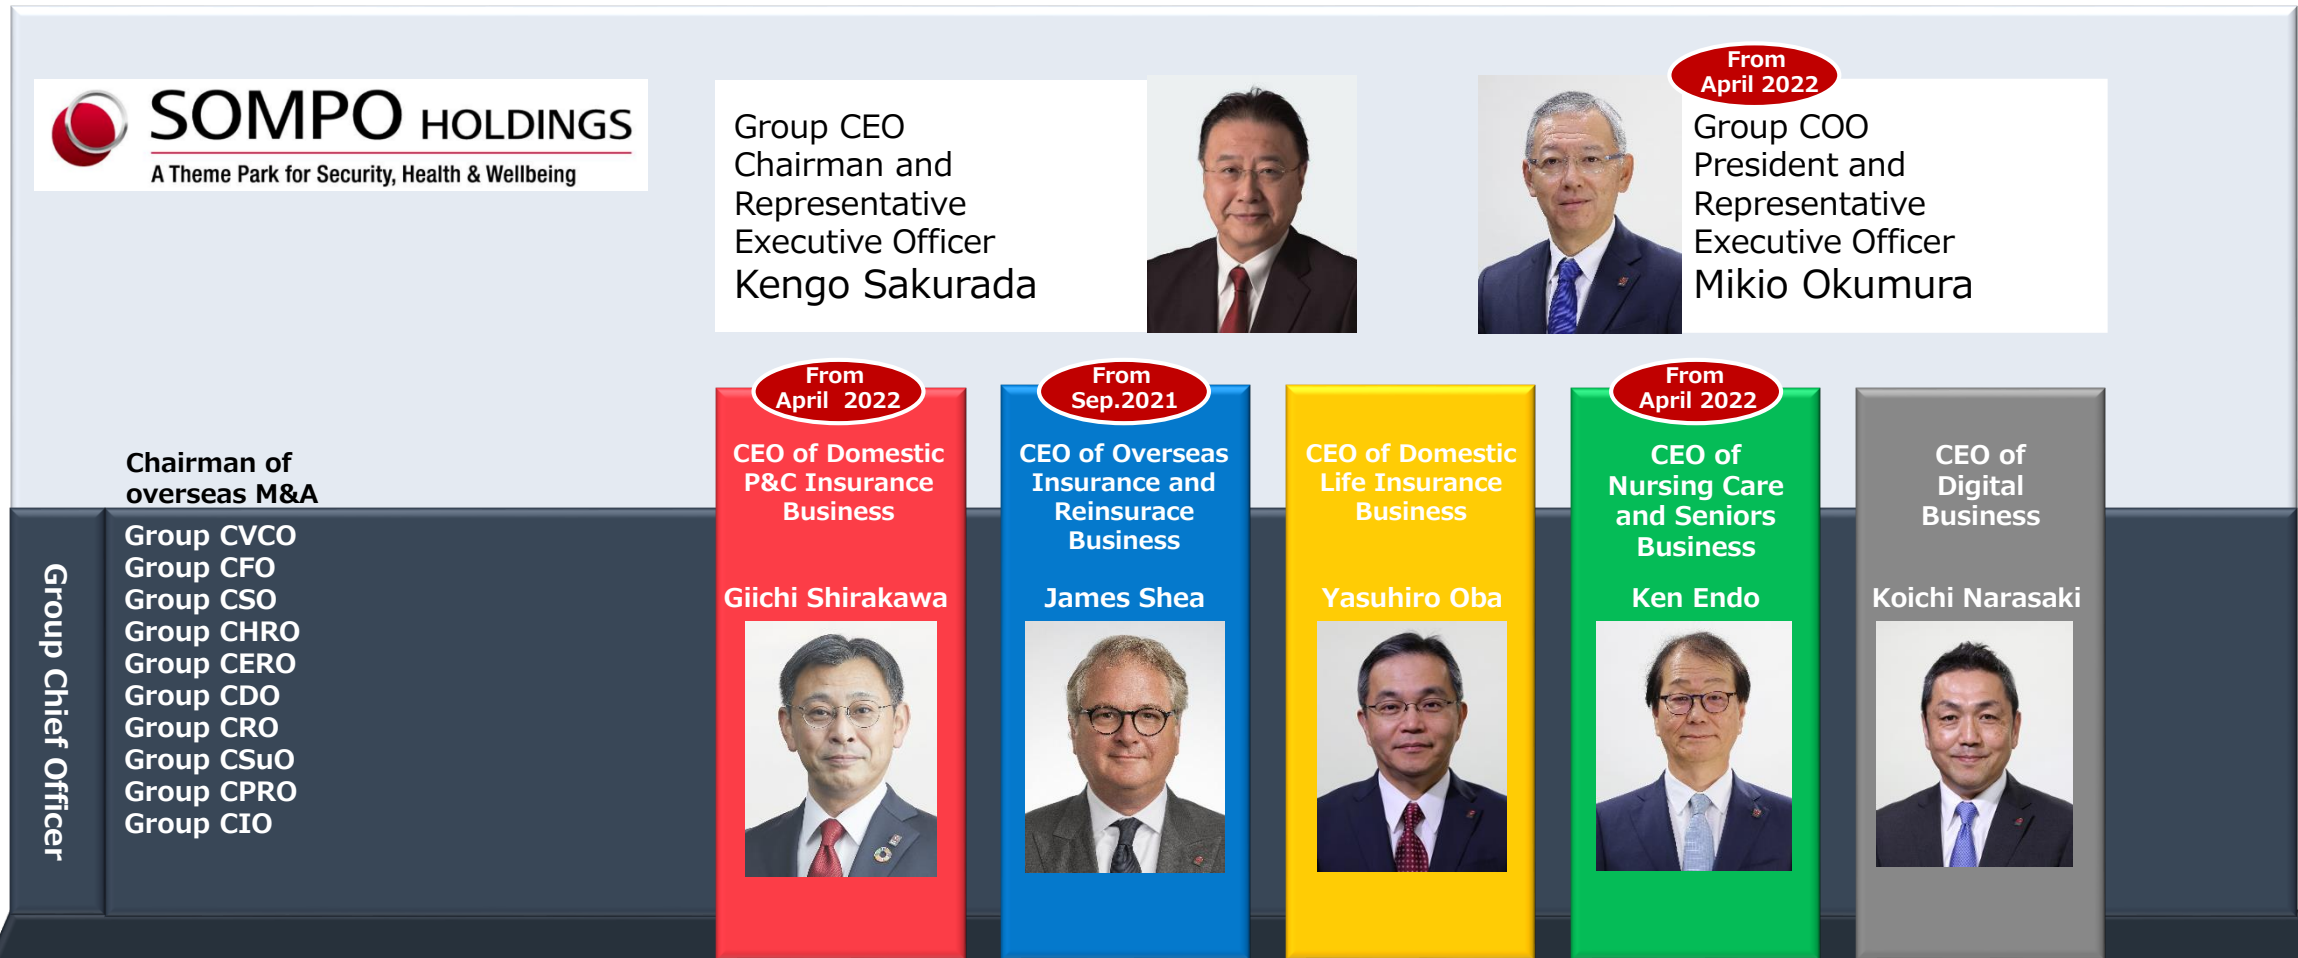 SOMPO HOLDINGS
A Theme Park for Security, Health & Wellbeing
Group CEO
Chairman and
Representative
Executive Officer
Kengo Sakurada
From
April 2022
Group COO
President and
Representative
Executive Officer
Mikio Okumura
Chairman of
overseas M&A
Group Chief Officer
Group CVCO
Group CFO
Group CSO
Group CHRO
Group CERO
Group CDO
Group CRO
Group CSuO
Group CPRO
Group CIO
From
April 2022
CEO of Domestic
P&C Insurance
Business
Giichi Shirakawa
From
Sep.2021
CEO of Overseas
Insurance and
Reinsurace
Business
James Shea
CEO of Domestic
Life Insurance
Business
Yasuhiro Oba
From
April 2022
CEO of
Nursing Care
and Seniors
Business
Ken Endo
CEO of
Digital
Business
Koichi Narasaki